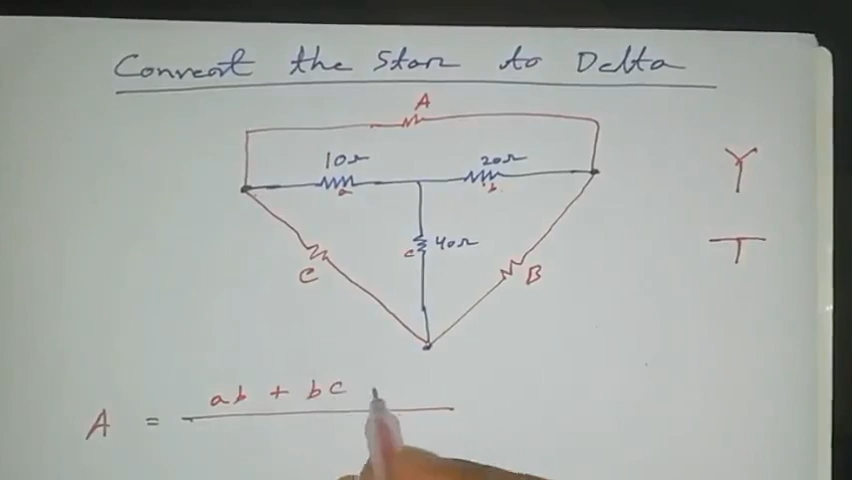 Convert the Star to Delta
A
10Ω
20Ω
a
b
Y
c
40Ω
T
C
B
A = ab + bc